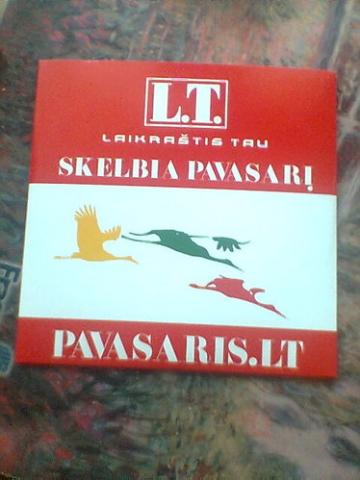 L.T.
LAIKRAŠTIS TAU
SKELBIA PAVASARĮ
PAVASARIS.LT